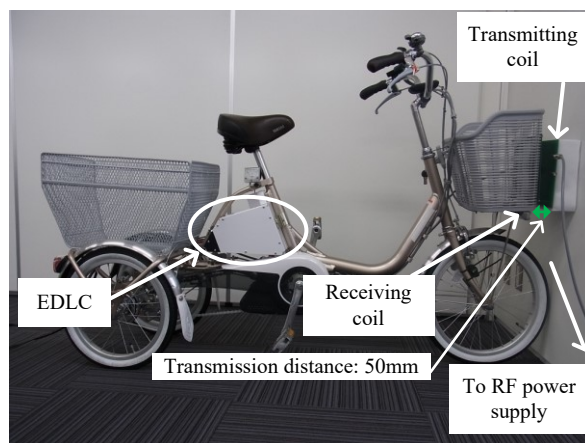 Transmitting
coil
EDLC
Receiving
coil
Transmission distance: 50mm
To RF power
supply